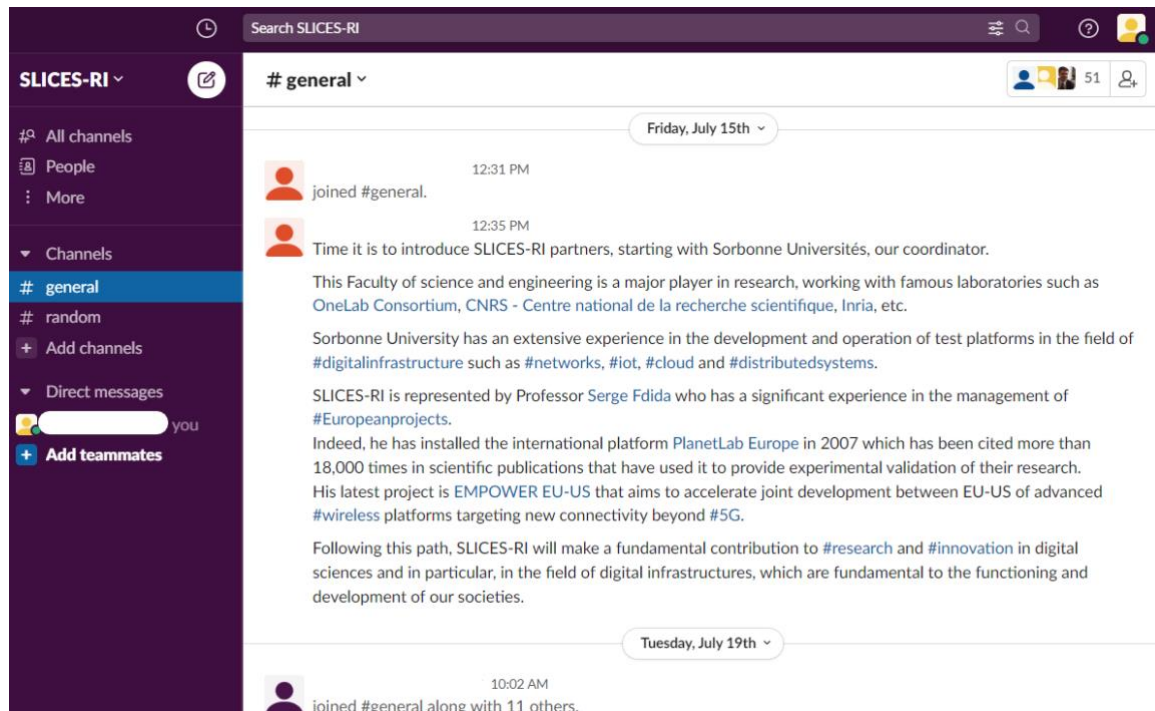 Search SLICES-RI
SLICES-RI
# general
51
All channels
People
More
Channels
# general
# random
+ Add channels
Direct messages
you
+ Add teammates
Friday, July 15th
12:31 PM
joined #general.
12:35 PM
Time it is to introduce SLICES-RI partners, starting with Sorbonne Universités, our coordinator.
This Faculty of science and engineering is a major player in research, working with famous laboratories such as
OneLab Consortium, CNRS - Centre national de la recherche scientifique, Inria, etc.
Sorbonne University has an extensive experience in the development and operation of test platforms in the field of
#digitalinfrastructure such as #networks, #iot, #cloud and #distributedsystems.
SLICES-RI is represented by Professor Serge Fdida who has a significant experience in the management of
#Europeanprojects.
Indeed, he has installed the international platform PlanetLab Europe in 2007 which has been cited more than
18,000 times in scientific publications that have used it to provide experimental validation of their research.
His latest project is EMPOWER EU-US that aims to accelerate joint development between EU-US of advanced
#wireless platforms targeting new connectivity beyond #5G.
Following this path, SLICES-RI will make a fundamental contribution to #research and #innovation in digital
sciences and in particular, in the field of digital infrastructures, which are fundamental to the functioning and
development of our societies.
Tuesday, July 19th
10:02 AM
joined #general along with 11 others.